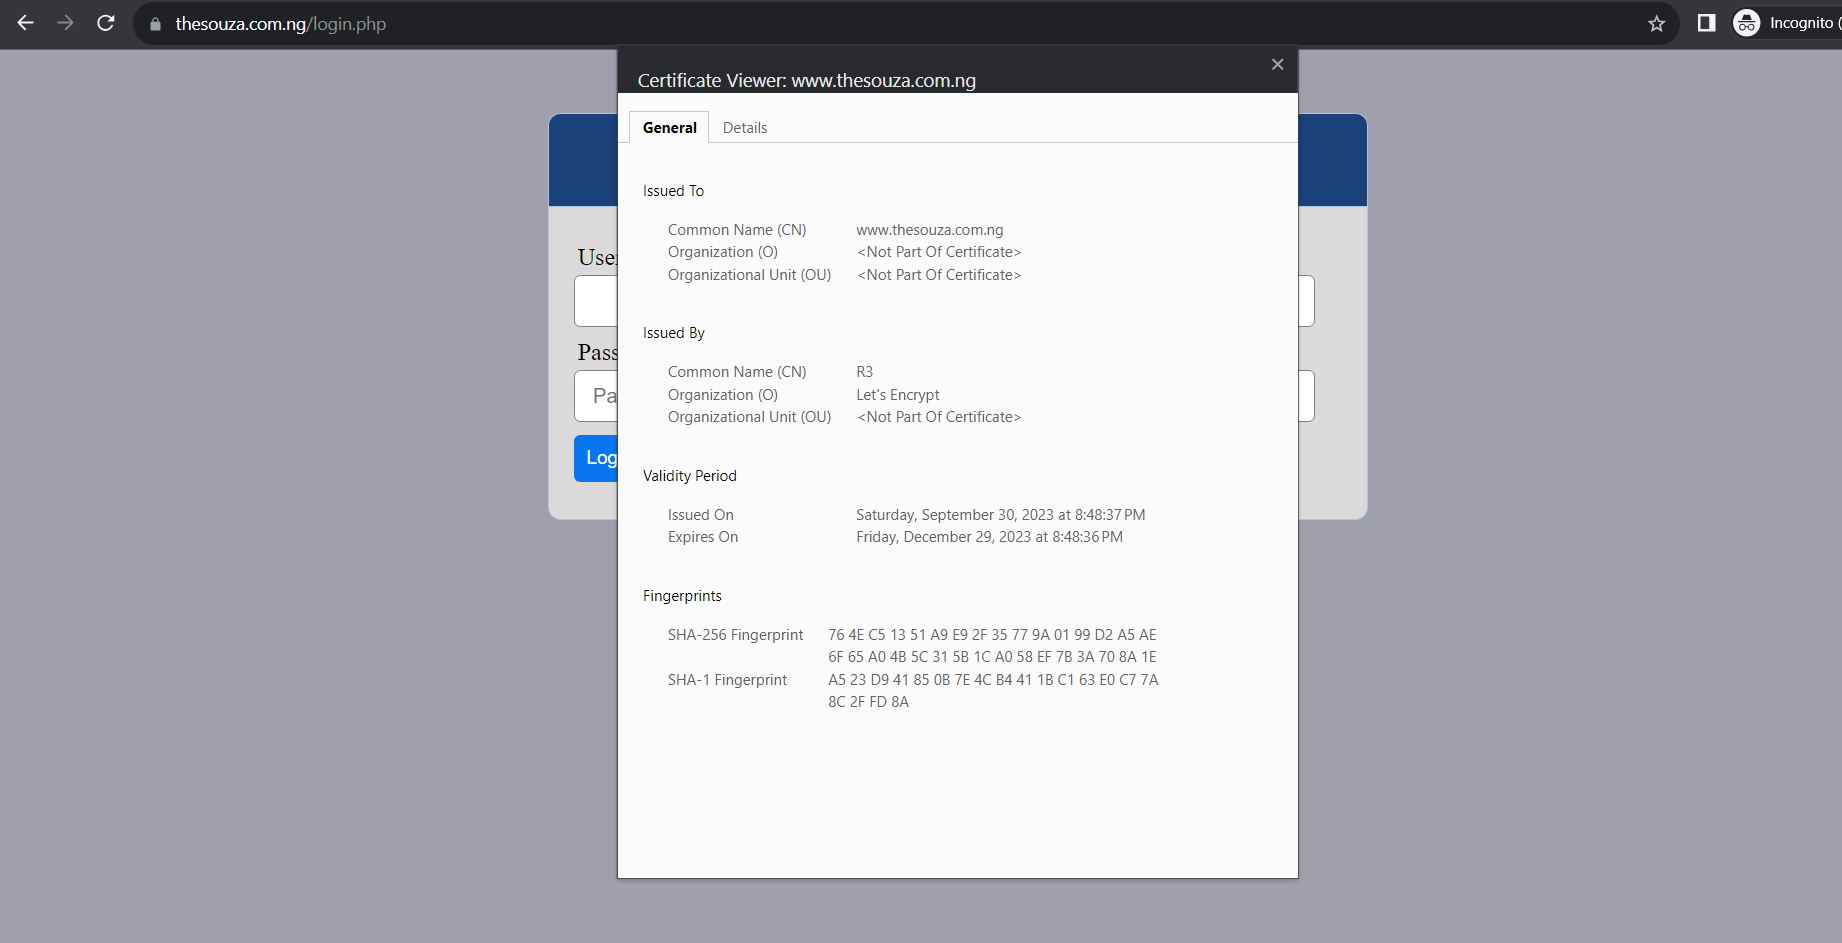 thesouza.com.ng/login.php
Incognito (
Certificate Viewer: www.thesouza.com.ng
General Details
Issued To
Common Name (CN) www.thesouza.com.ng
Organization (O) <Not Part Of Certificate>
Organizational Unit (OU) <Not Part Of Certificate>
Issued By
Common Name (CN) R3
Organization (O) Let's Encrypt
Organizational Unit (OU) <Not Part Of Certificate>
Validity Period
Issued On Saturday, September 30, 2023 at 8:48:37 PM
Expires On Friday, December 29, 2023 at 8:48:36 PM
Fingerprints
SHA-256 Fingerprint 76 4E C5 13 51 A9 E9 2F 35 77 9A 01 99 D2 A5 AE
6F 65 A0 4B 5C 31 5B 1C A0 58 EF 7B 3A 70 8A 1E
SHA-1 Fingerprint A5 23 D9 41 85 0B 7E 4C B4 41 1B C1 63 E0 C7 7A
8C 2F FD 8A
User
Pass
Pa
Log